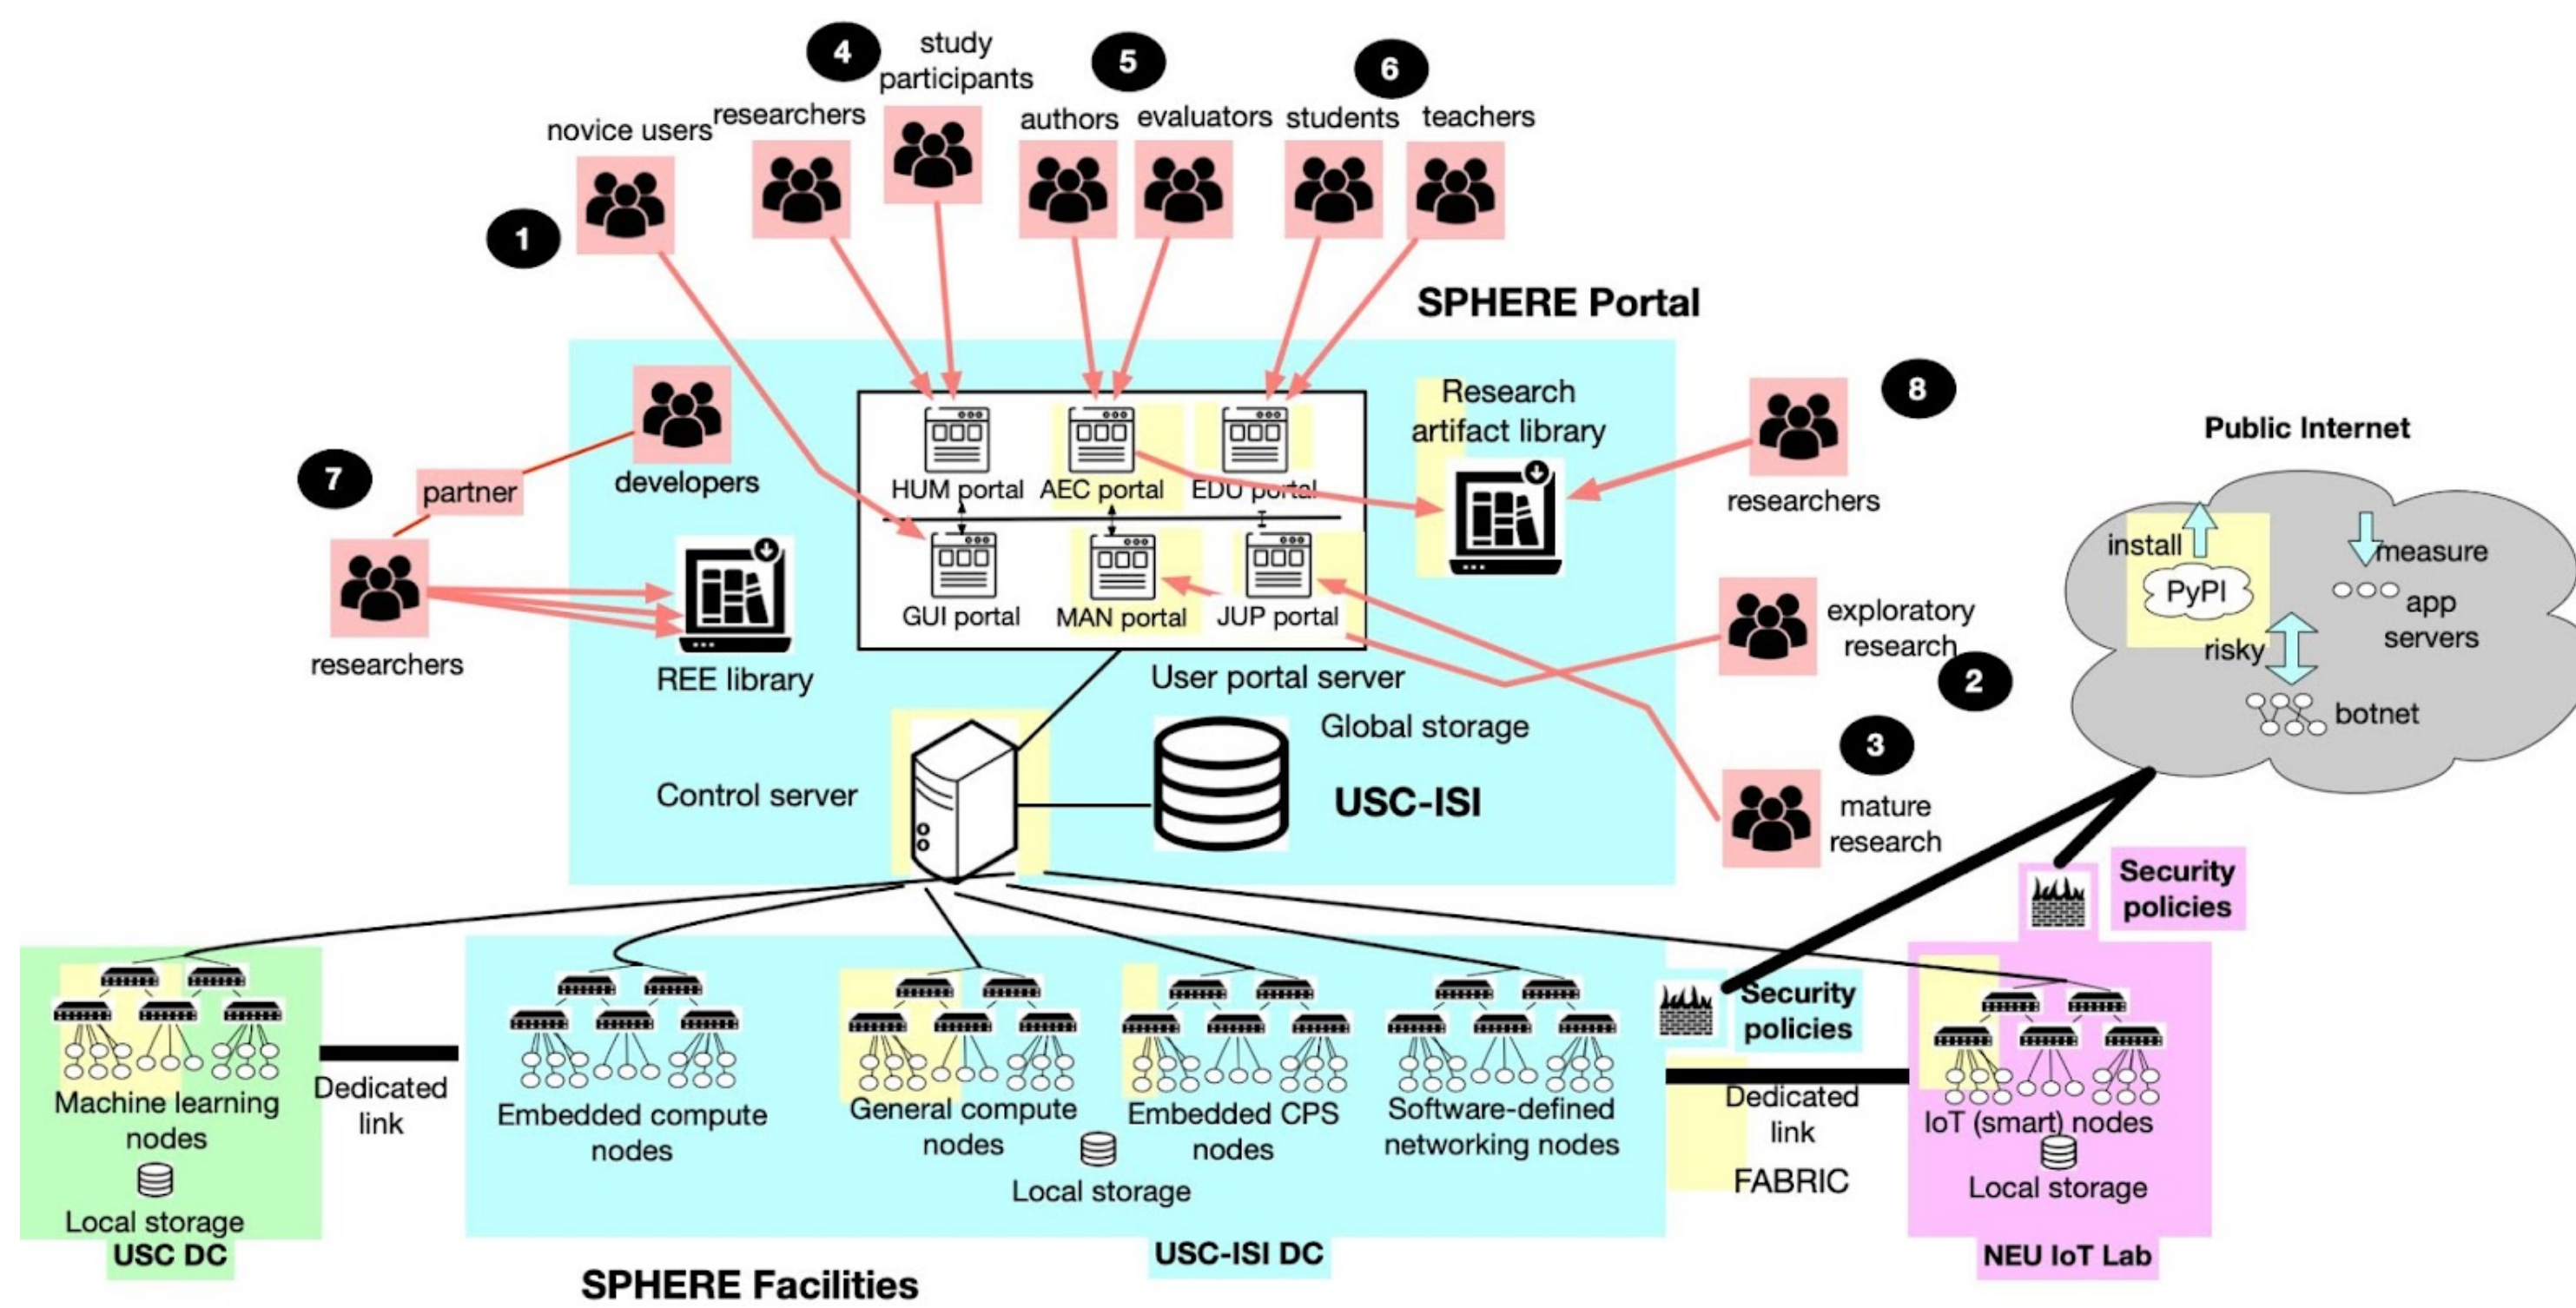 4
study
participants
5
6
researchers
authors
evaluators
students
teachers
novice users
1
SPHERE Portal
7
partner
developers
researchers
REE library
HUM portal
AEC portal
EDU portal
GUI portal
MAN portal
JUP portal
User portal server
Research
artifact library
8
researchers
exploratory
research
2
3
mature
research
Control server
Global storage
USC-ISI
Public Internet
install
PyPI
measure
app
servers
risky
botnet
Security
policies
Security
policies
Machine learning
nodes
Local storage
USC DC
Dedicated
link
Embedded compute
nodes
General compute
nodes
Embedded CPS
nodes
Software-defined
networking nodes
Local storage
USC-ISI DC
Dedicated
link
FABRIC
IoT (smart) nodes
Local storage
NEU IoT Lab
SPHERE Facilities